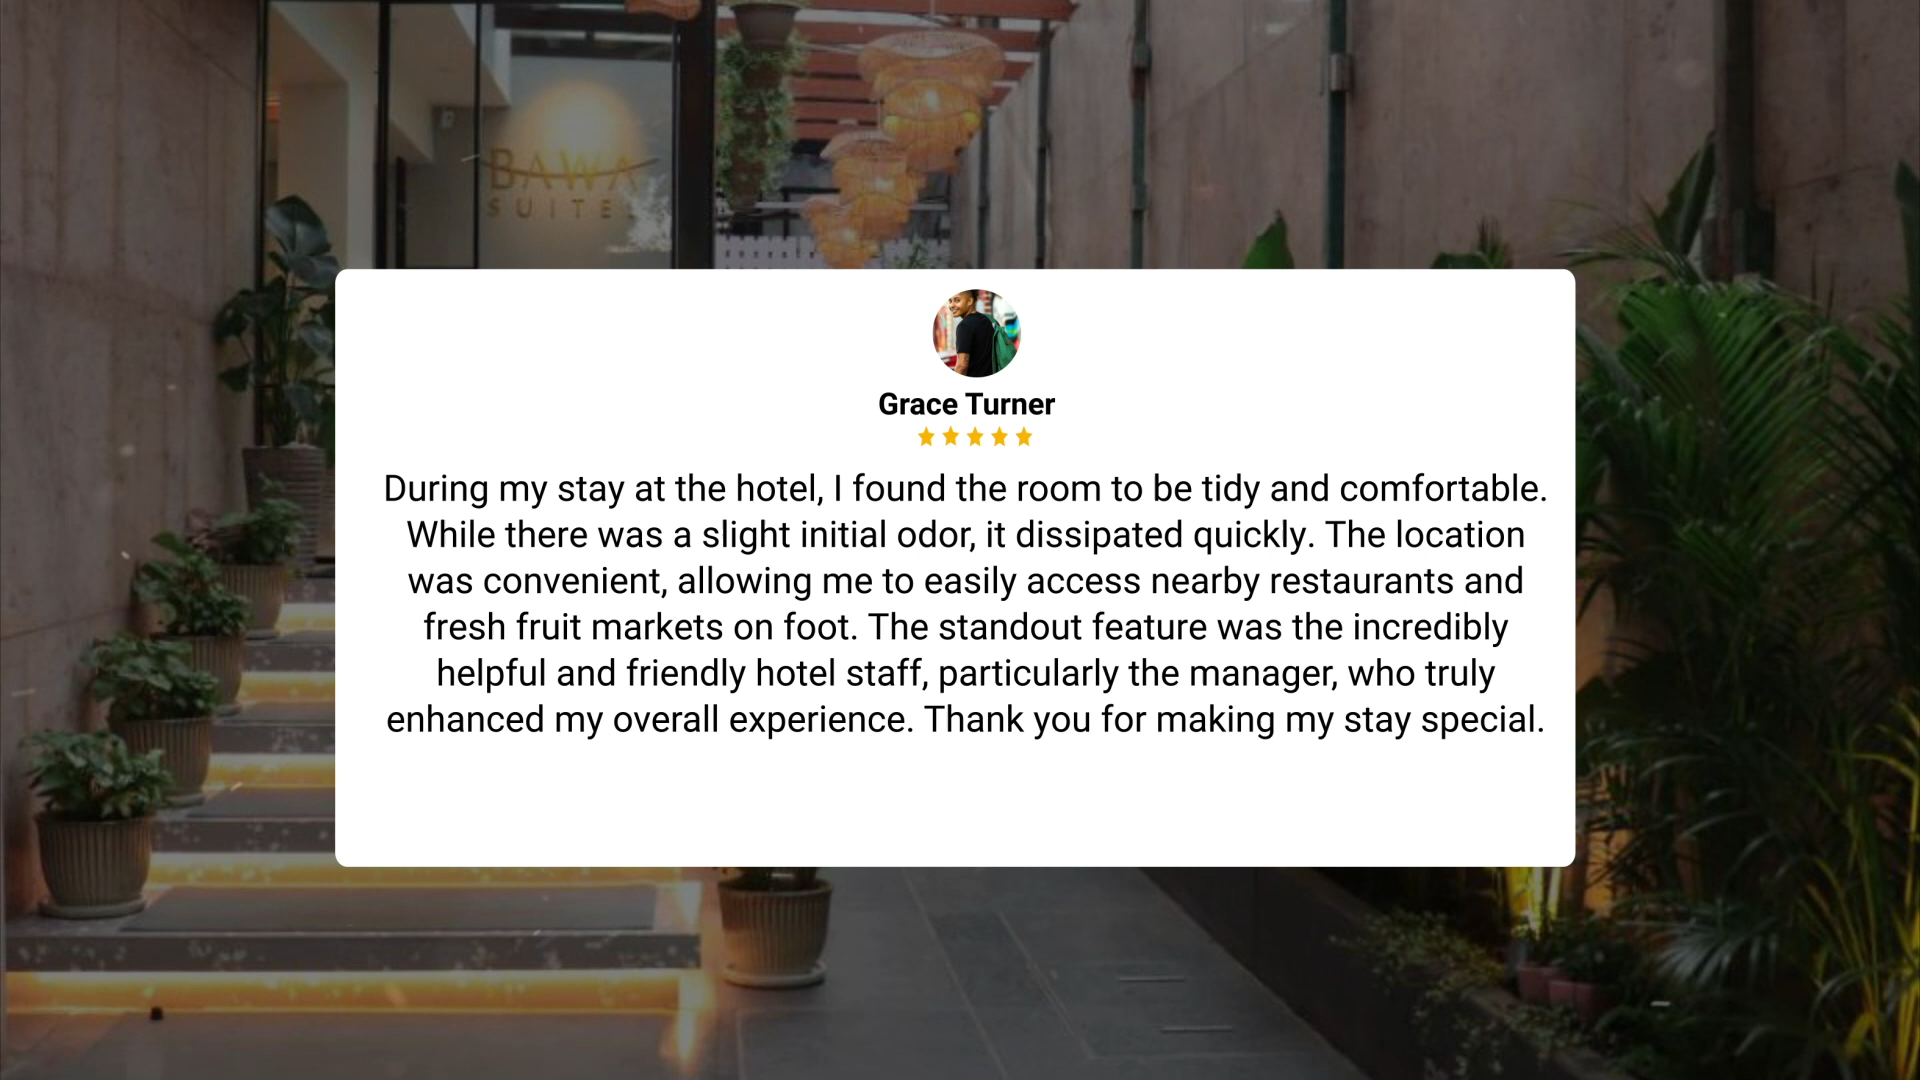 BAWA
SUITES
Grace Turner
During my stay at the hotel, I found the room to be tidy and comfortable.
While there was a slight initial odor, it dissipated quickly. The location
was convenient, allowing me to easily access nearby restaurants and
fresh fruit markets on foot. The standout feature was the incredibly
helpful and friendly hotel staff, particularly the manager, who truly
enhanced my overall experience. Thank you for making my stay special.